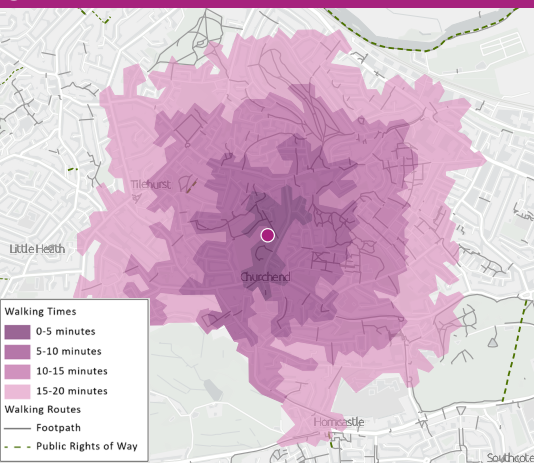 Tilehurst
Little Heath
Churchend
Walking Times
0-5 minutes
5-10 minutes
10-15 minutes
15-20 minutes
Walking Routes
Footpath
Public Rights of Way
Horncastle
Southcote